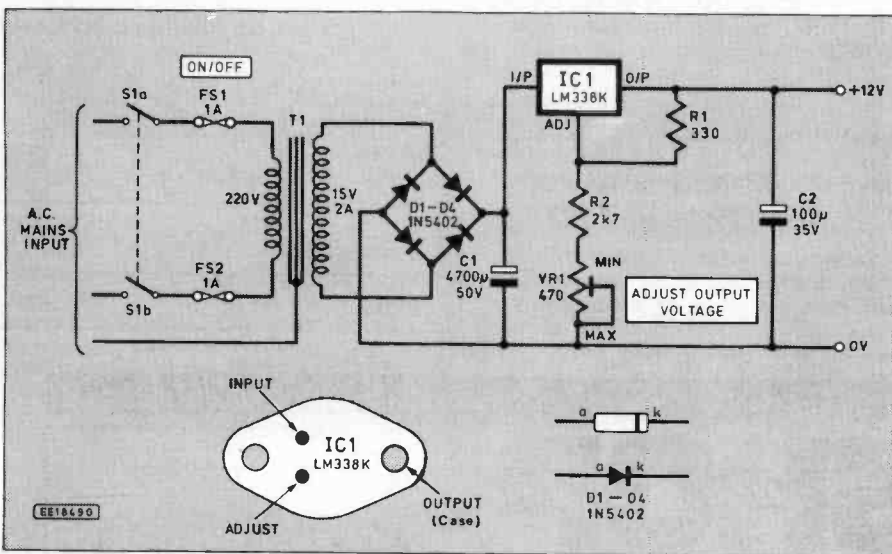 ON/OFF
S1a
FS1
1A
T1
220V
15V
2A
A.C.
MAINS
INPUT
FS2
1A
S1b
D1-D4
1N5402
C1
4700µ
50V
I/P
IC1
LM338K
O/P
ADJ
R1
330
+12V
R2
2k7
C2
100µ
35V
MIN
VR1
470
MAX
ADJUST OUTPUT
VOLTAGE
0V
INPUT
IC1
LM338K
ADJUST
OUTPUT
(Case)
a k
a k
D1-D4
1N5402
EE1849G